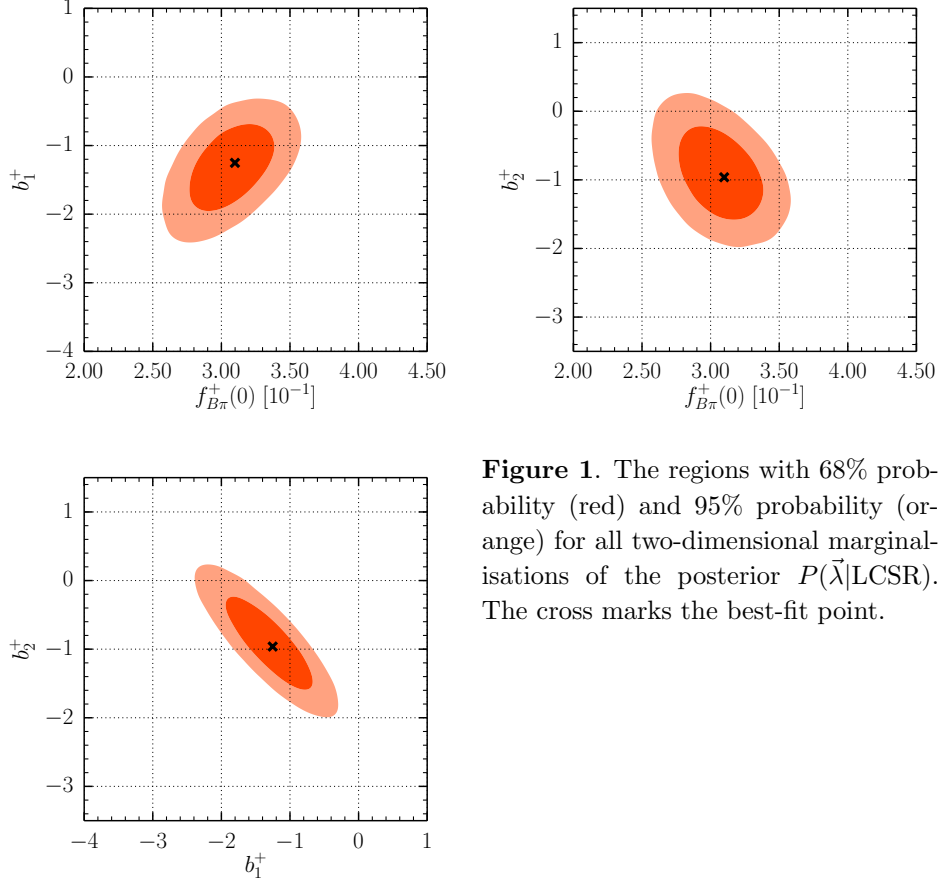 1
0
−1
−2
−3
−4
b₁⁺
2.00 2.50 3.00 3.50 4.00 4.50
f⁺_{Bπ}(0) [10⁻¹]
1
0
−1
−2
−3
b₂⁺
2.00 2.50 3.00 3.50 4.00 4.50
f⁺_{Bπ}(0) [10⁻¹]
1
0
−1
−2
−3
b₂⁺
−4 −3 −2 −1 0 1
b₁⁺
Figure 1. The regions with 68% prob-
ability (red) and 95% probability (or-
ange) for all two-dimensional marginal-
isations of the posterior P(λ⃗|LCSR).
The cross marks the best-fit point.